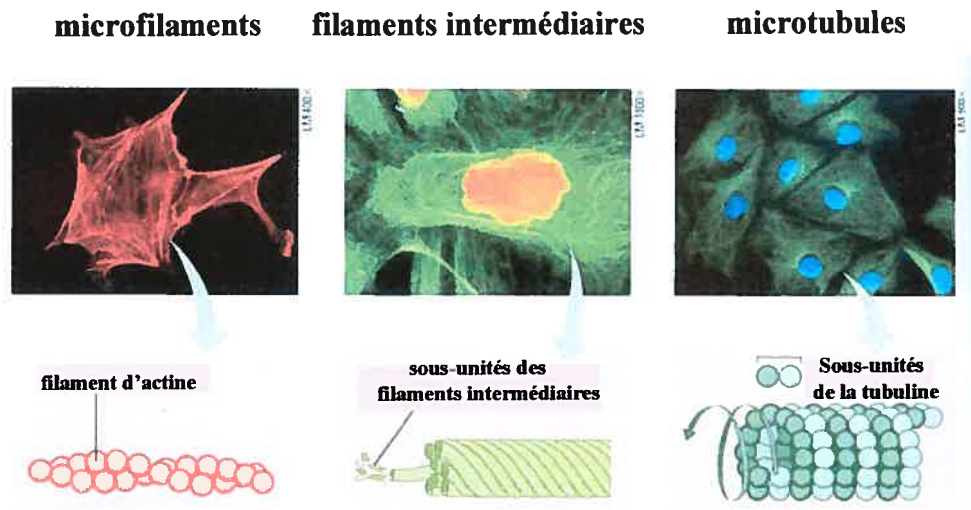 microfilaments
filaments intermédiaires
microtubules
filament d’actine
sous-unités des
filaments intermédiaires
Sous-unités
de la tubuline